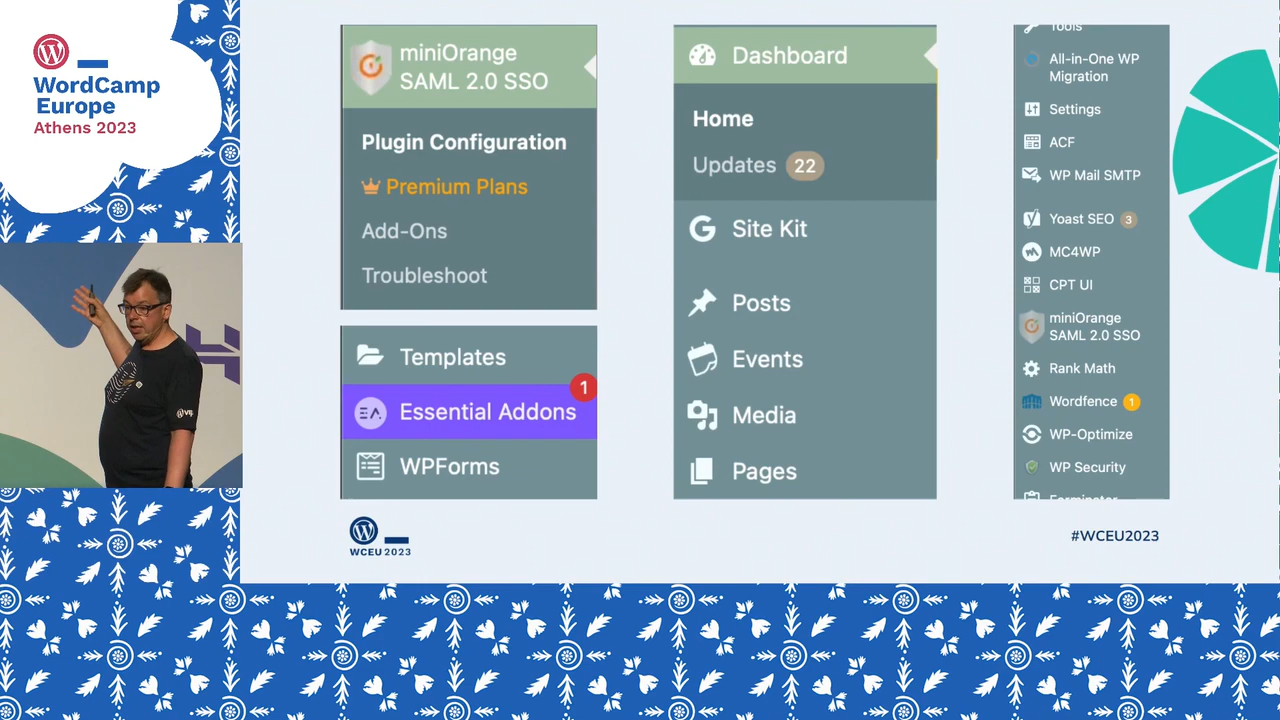 WordCamp
Europe
Athens 2023
miniOrange
SAML 2.0 SSO
Plugin Configuration
Premium Plans
Add-Ons
Troubleshoot
Templates
1
EA Essential Addons
WPForms
Dashboard
Home
Updates 22
G Site Kit
Posts
Events
Media
Pages
Tools
All-in-One WP
Migration
Settings
ACF
WP Mail SMTP
Yoast SEO 3
MC4WP
CPT UI
miniOrange
SAML 2.0 SSO
Rank Math
Wordfence 1
WP-Optimize
WP Security
Forminator
WCEU 2023
#WCEU2023